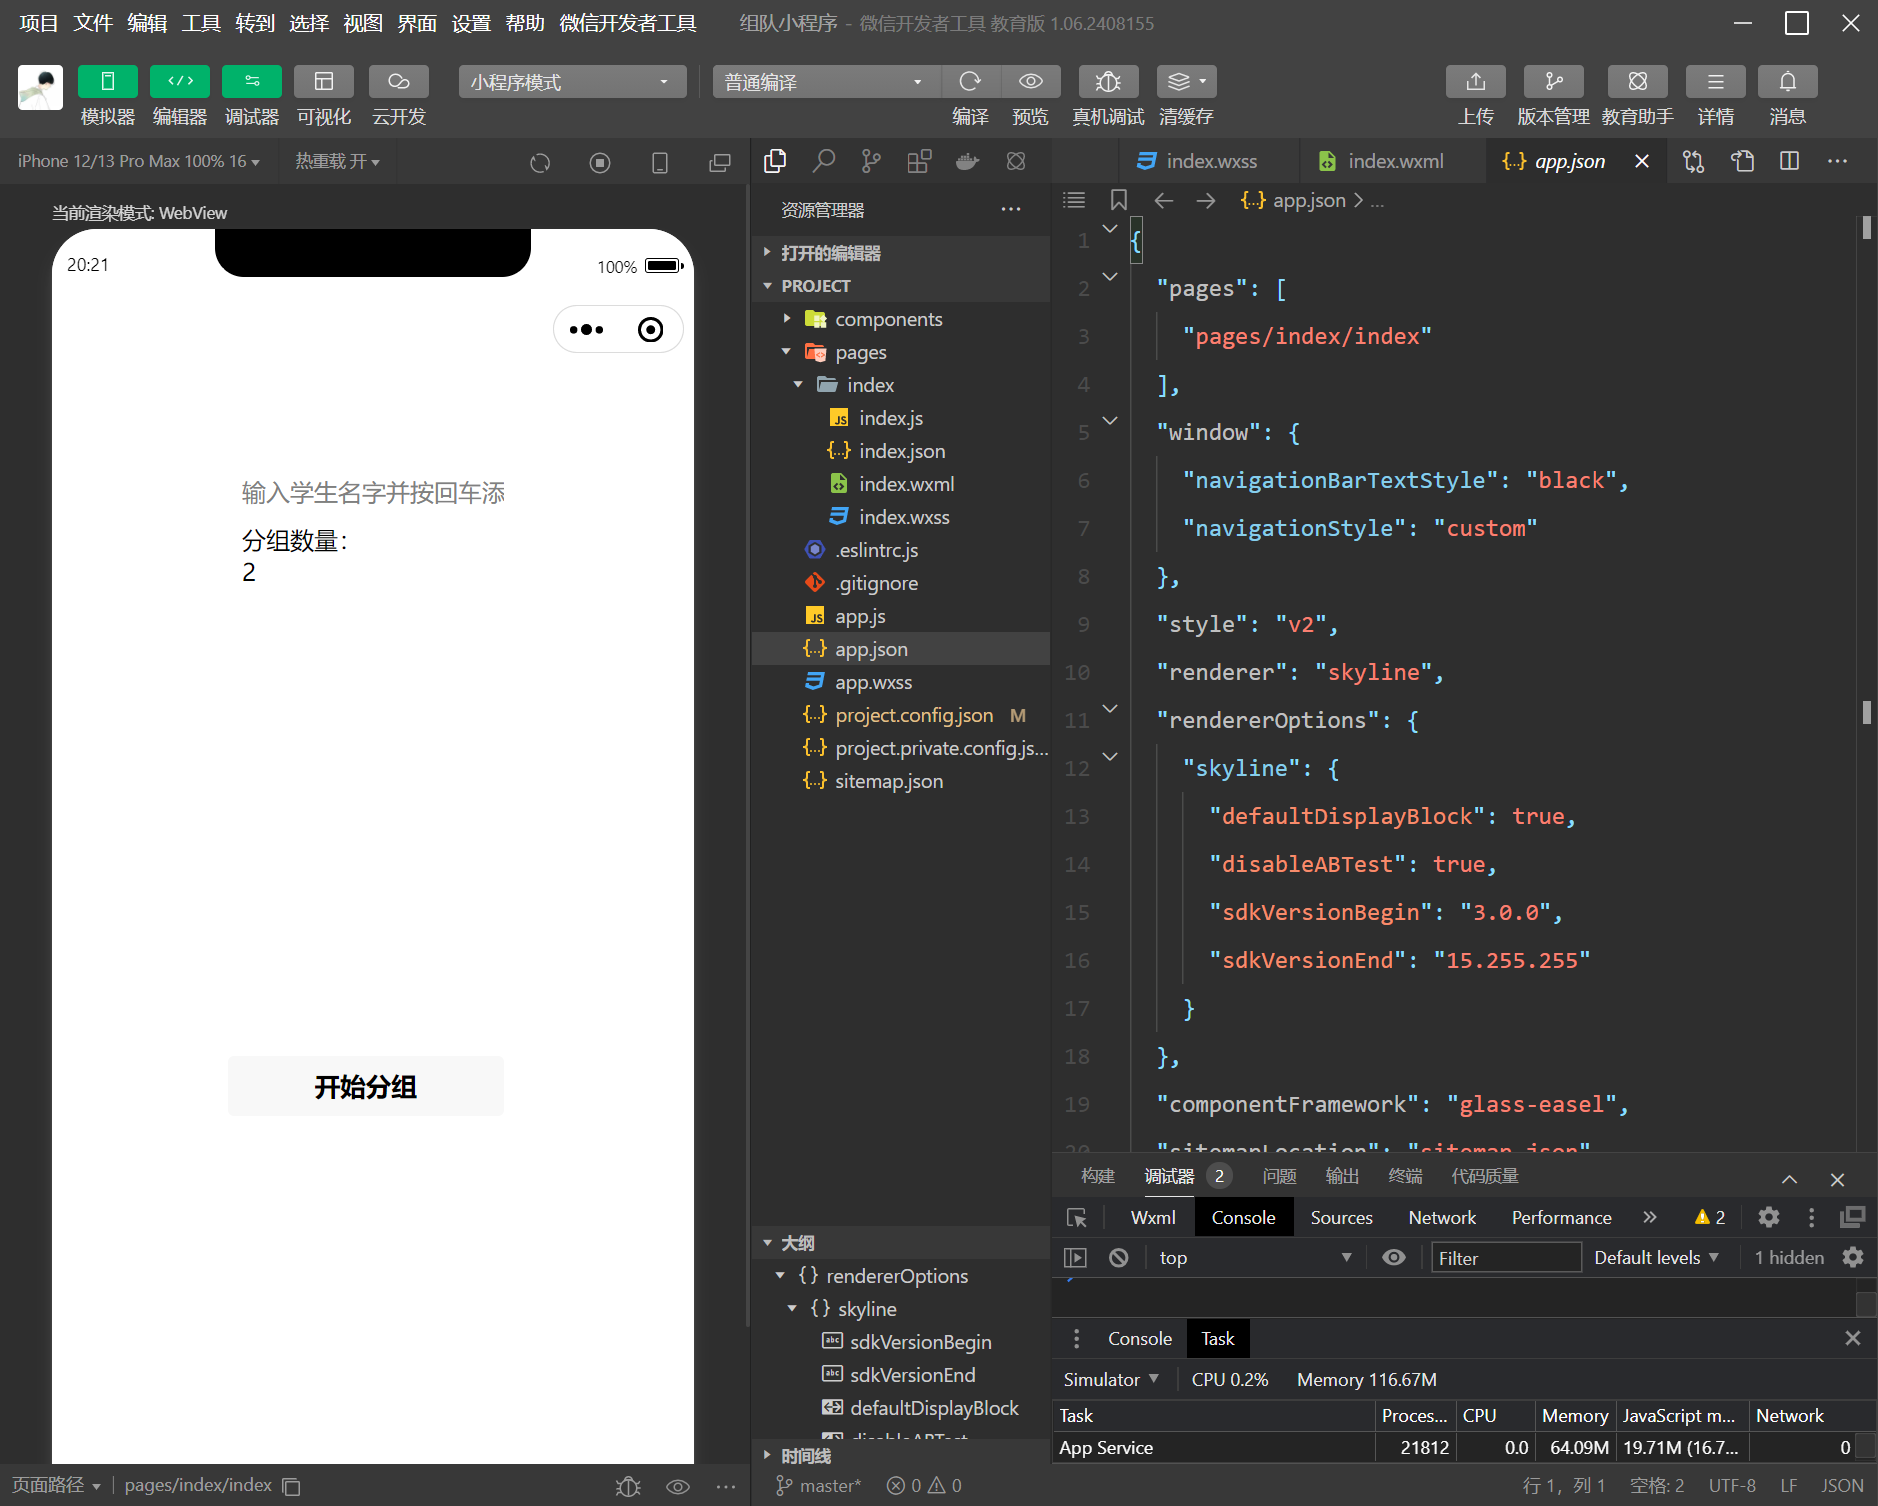 项目 文件 编辑 工具 转到 选择 视图 界面 设置 帮助 微信开发者工具 组队小程序 - 微信开发者工具 教育版 1.06.2408155
小程序模式 普通编译
模拟器 编辑器 调试器 可视化 云开发 编译 预览 真机调试 清缓存 上传 版本管理 教育助手 详情 消息
iPhone 12/13 Pro Max 100% 16 热重载 开
当前渲染模式: WebView
20:21 100%
输入学生名字并按回车添
分组数量:
2
开始分组
页面路径 pages/index/index
资源管理器
打开的编辑器
PROJECT
components
pages
index
index.js
index.json
index.wxml
index.wxss
.eslintrc.js
.gitignore
app.js
app.json
app.wxss
project.config.json M
project.private.config.js...
sitemap.json
大纲
{} rendererOptions
{} skyline
sdkVersionBegin
sdkVersionEnd
defaultDisplayBlock
disableABTest
时间线
master* 0 0
index.wxss index.wxml {..} app.json
{..} app.json > ...
1 {
2 "pages": [
3 "pages/index/index"
4 ],
5 "window": {
6 "navigationBarTextStyle": "black",
7 "navigationStyle": "custom"
8 },
9 "style": "v2",
10 "renderer": "skyline",
11 "rendererOptions": {
12 "skyline": {
13 "defaultDisplayBlock": true,
14 "disableABTest": true,
15 "sdkVersionBegin": "3.0.0",
16 "sdkVersionEnd": "15.255.255"
17 }
18 },
19 "componentFramework": "glass-easel",
20 "sitemapLocation": "sitemap.json"
构建 调试器 2 问题 输出 终端 代码质量
Wxml Console Sources Network Performance 2
top Filter Default levels 1 hidden
Console Task
Simulator CPU 0.2% Memory 116.67M
Task Proces... CPU Memory JavaScript m... Network
App Service 21812 0.0 64.09M 19.71M (16.7... 0
行 1, 列 1 空格: 2 UTF-8 LF JSON